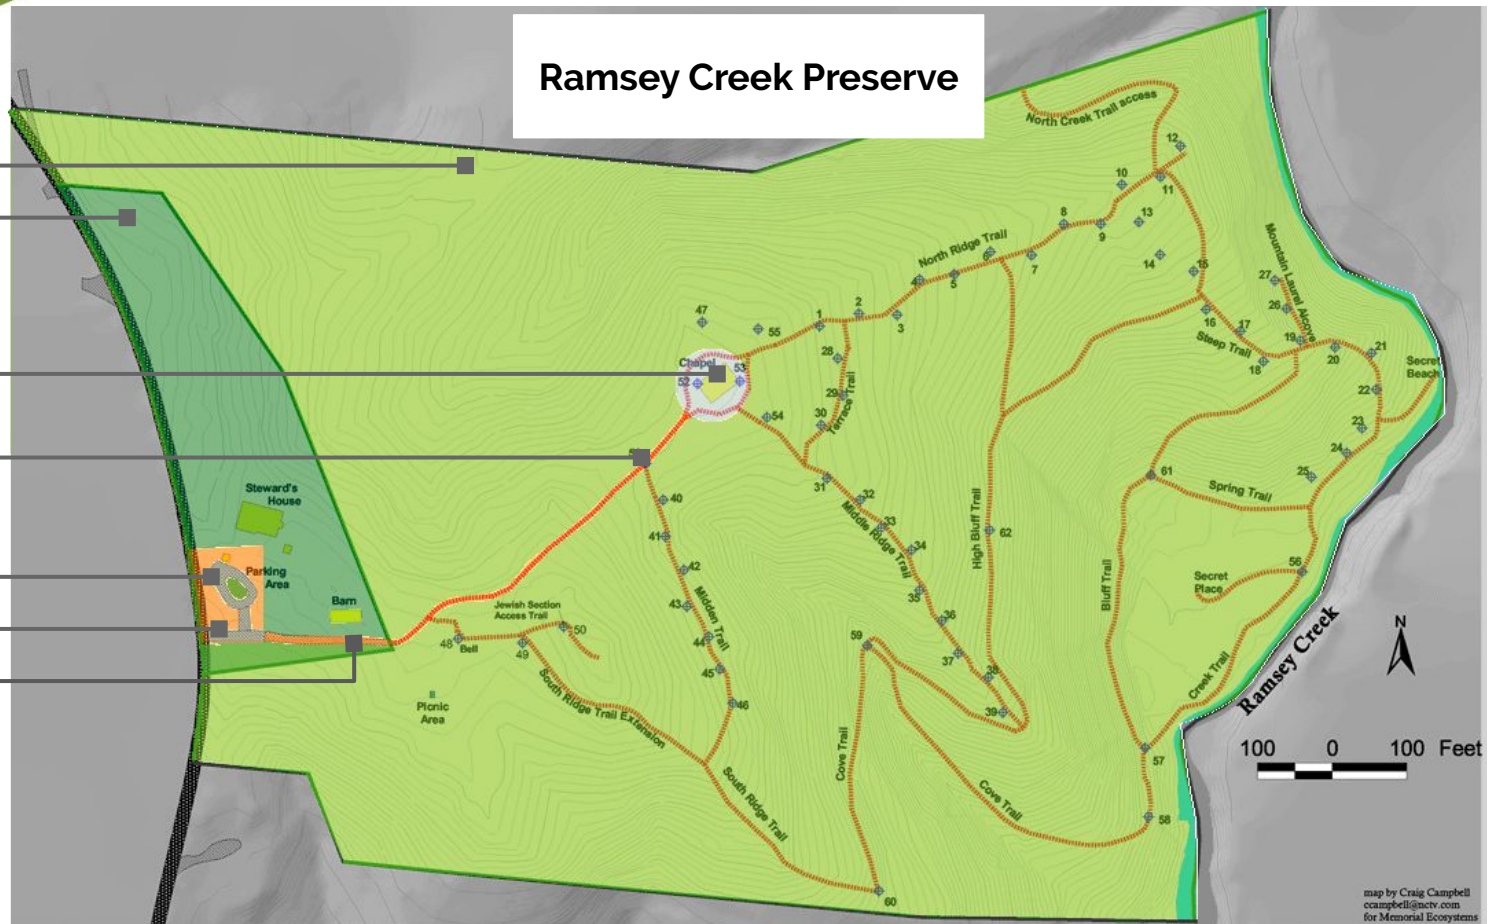 Ramsey Creek Preserve
North Creek Trail access
12
10
11
13
8
9
North Ridge Trail
6
7
14
15
Mountain Laurel Alcove
27
26
4
5
2
3
1
47
55
16
17
19
Steep Trail
18
20
21
Secret
Beach
22
23
24
25
28
29
30
Terrace Trail
Chapel
52
53
54
31
32
33
Middle Ridge Trail
34
35
36
37
38
39
High Bluff Trail
62
61
Spring Trail
Bluff Trail
56
Secret
Place
Creek Trail
Ramsey Creek
N
100 0 100 Feet
57
58
59
Cove Trail
Cove Trail
60
40
41
42
43
Midden Trail
44
45
46
Steward's
House
Parking
Area
Barn
Jewish Section
Access Trail
48
Bell
49
50
South Ridge Trail Extension
South Ridge Trail
Picnic
Area
map by Craig Campbell
ccampbell@nctv.com
for Memorial Ecosystems